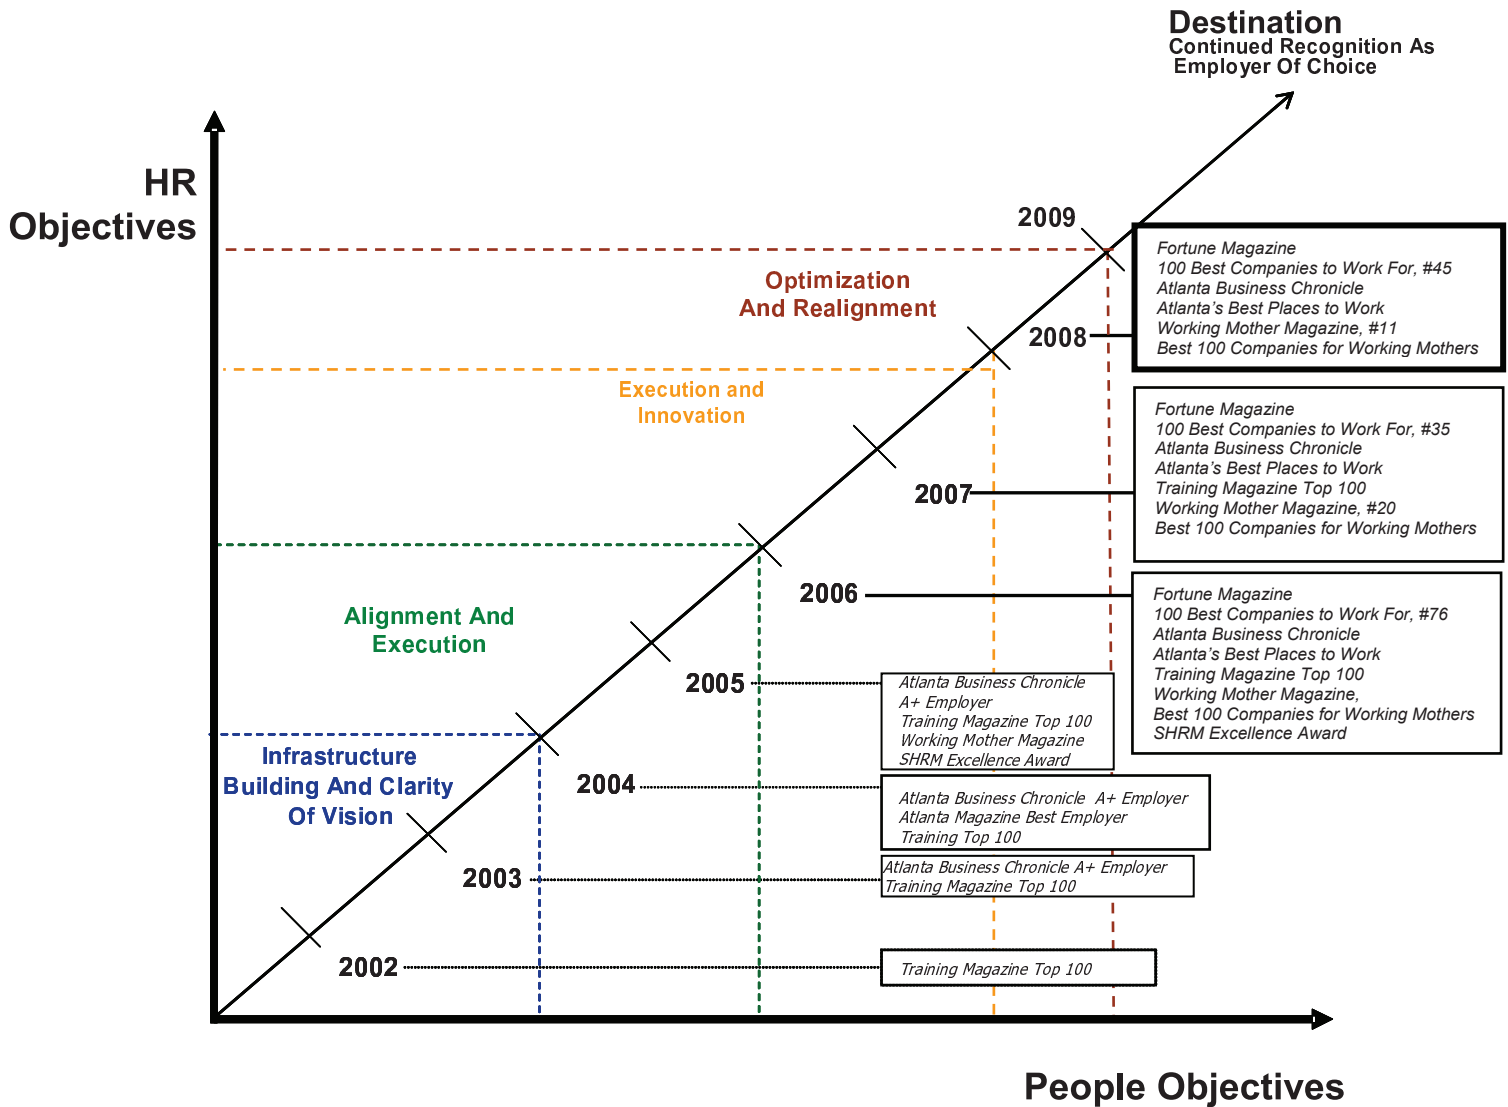 Destination
Continued Recognition As
Employer Of Choice
HR
Objectives
2009
Optimization
And Realignment
2008
Fortune Magazine
100 Best Companies to Work For, #45
Atlanta Business Chronicle
Atlanta's Best Places to Work
Working Mother Magazine, #11
Best 100 Companies for Working Mothers
Execution and
Innovation
2007
Fortune Magazine
100 Best Companies to Work For, #35
Atlanta Business Chronicle
Atlanta's Best Places to Work
Training Magazine Top 100
Working Mother Magazine, #20
Best 100 Companies for Working Mothers
2006
Fortune Magazine
100 Best Companies to Work For, #76
Atlanta Business Chronicle
Atlanta's Best Places to Work
Training Magazine Top 100
Working Mother Magazine,
Best 100 Companies for Working Mothers
SHRM Excellence Award
Alignment And
Execution
2005
Atlanta Business Chronicle
A+ Employer
Training Magazine Top 100
Working Mother Magazine
SHRM Excellence Award
Infrastructure
Building And Clarity
Of Vision
2004
Atlanta Business Chronicle A+ Employer
Atlanta Magazine Best Employer
Training Top 100
2003
Atlanta Business Chronicle A+ Employer
Training Magazine Top 100
2002
Training Magazine Top 100
People Objectives